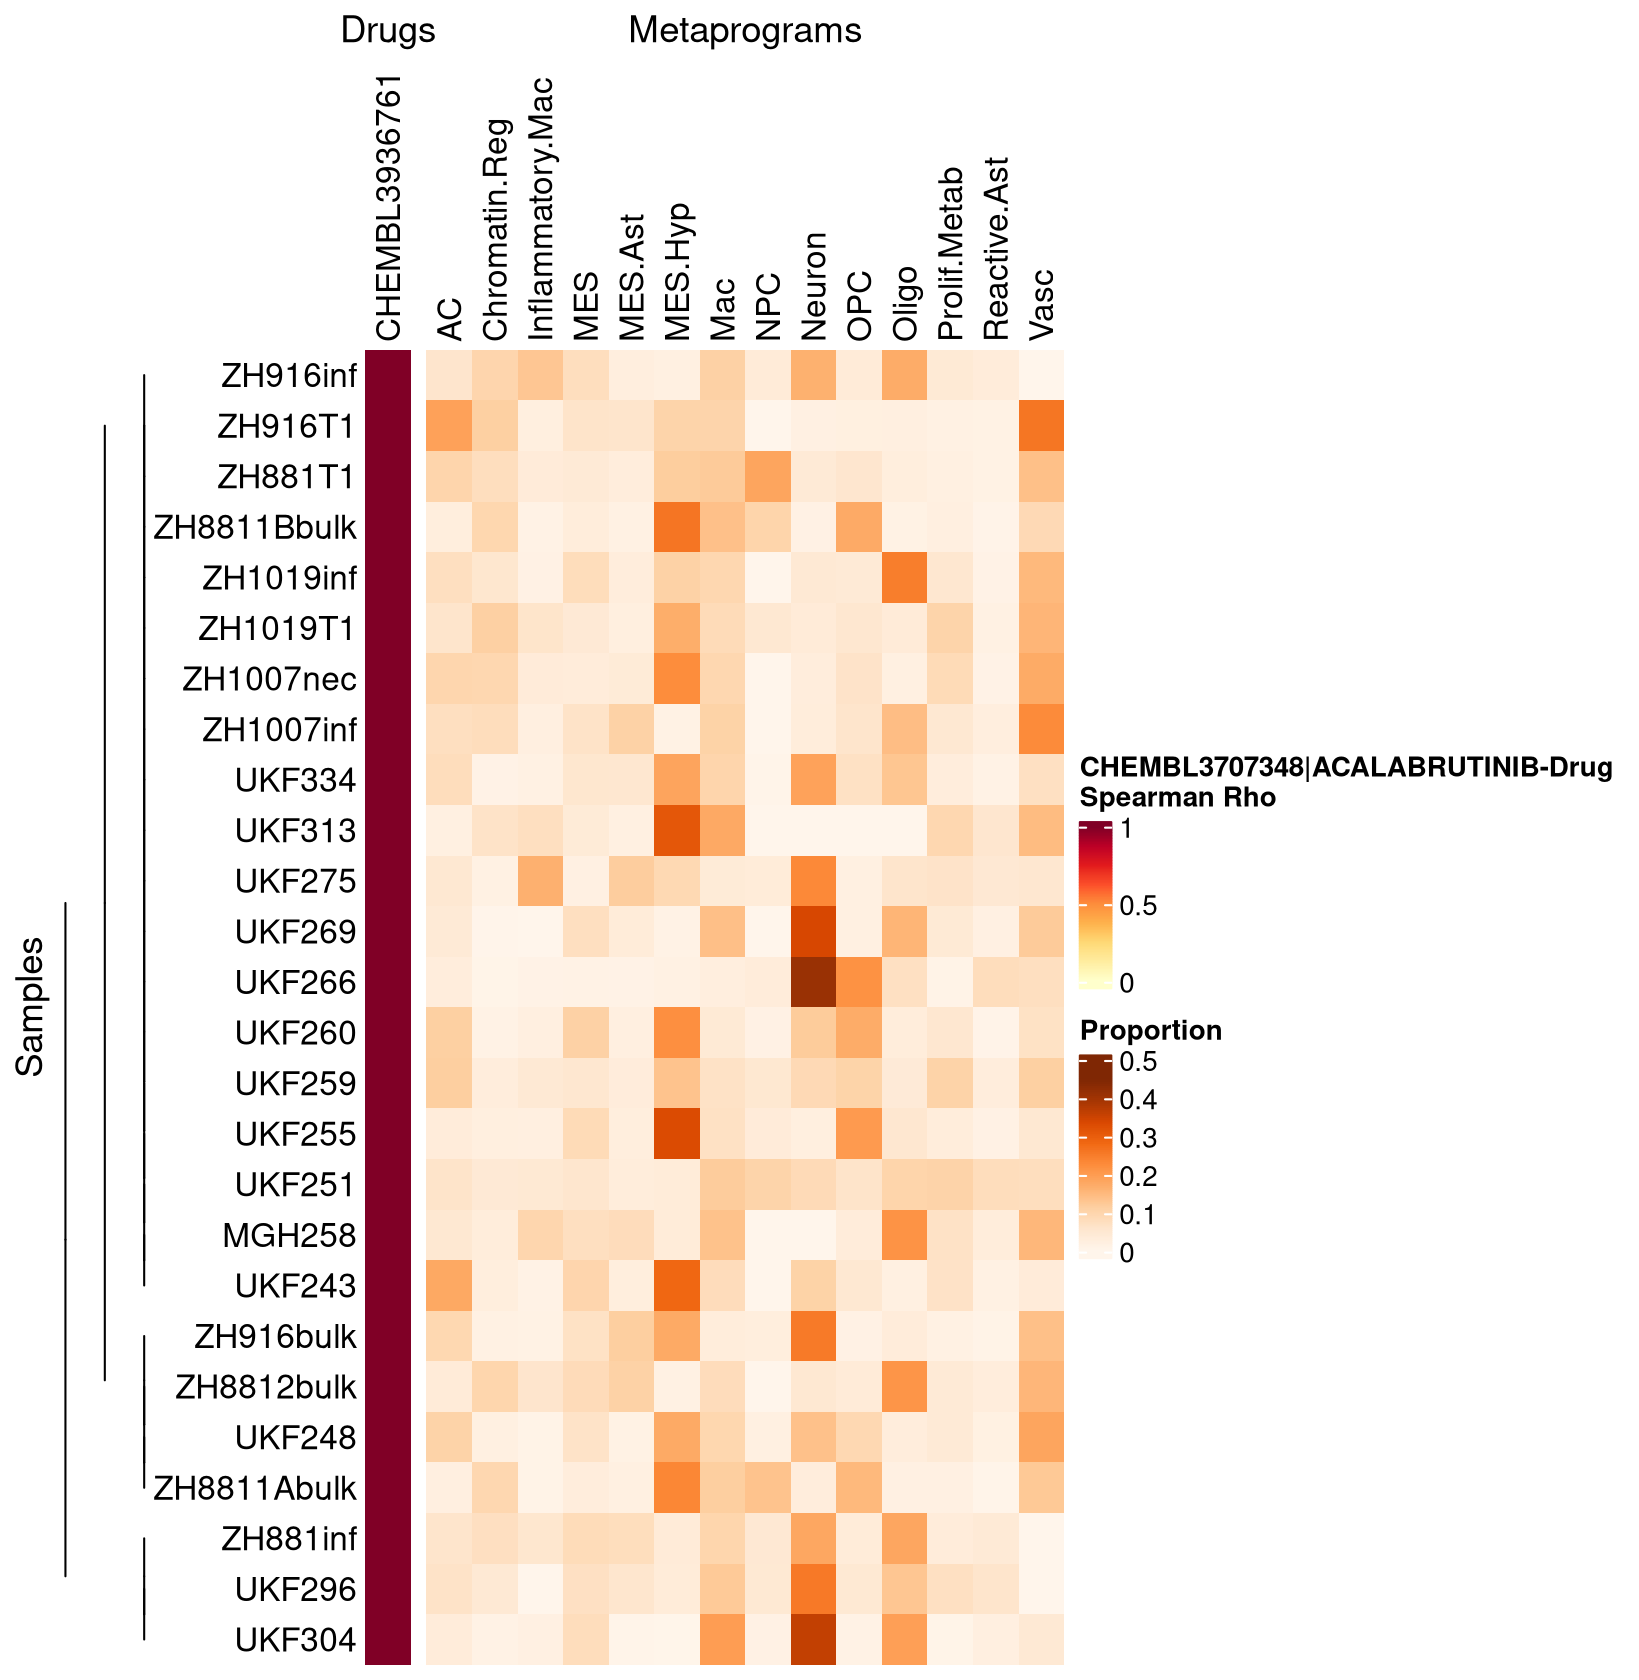 Drugs
Metaprograms
CHEMBL3936761
AC
Chromatin.Reg
Inflammatory.Mac
MES
MES.Ast
MES.Hyp
Mac
NPC
Neuron
OPC
Oligo
Prolif.Metab
Reactive.Ast
Vasc
Samples
ZH916inf
ZH916T1
ZH881T1
ZH8811Bbulk
ZH1019inf
ZH1019T1
ZH1007nec
ZH1007inf
UKF334
UKF313
UKF275
UKF269
UKF266
UKF260
UKF259
UKF255
UKF251
MGH258
UKF243
ZH916bulk
ZH8812bulk
UKF248
ZH8811Abulk
ZH881inf
UKF296
UKF304
CHEMBL3707348|ACALABRUTINIB-Drug
Spearman Rho
1
0.5
0
Proportion
0.5
0.4
0.3
0.2
0.1
0